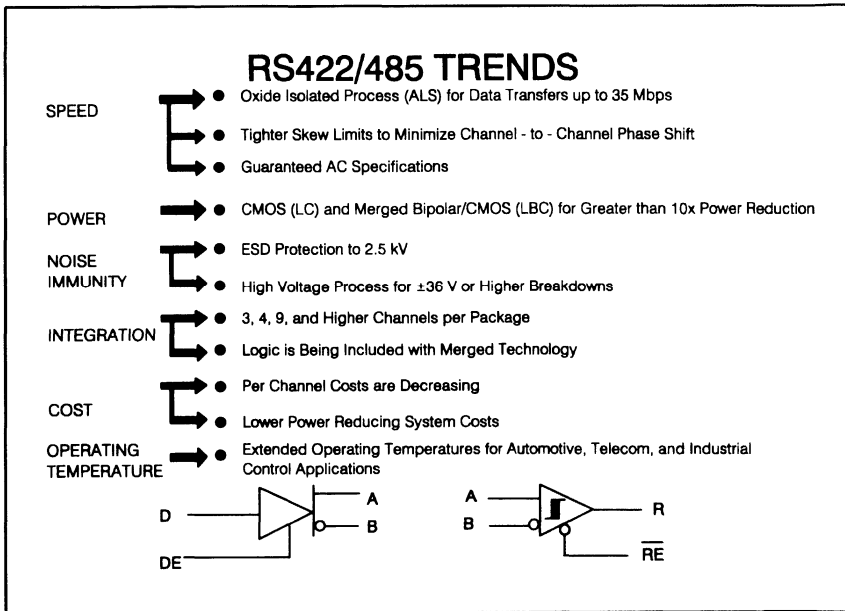 RS422/485 TRENDS
SPEED
● Oxide Isolated Process (ALS) for Data Transfers up to 35 Mbps
● Tighter Skew Limits to Minimize Channel - to - Channel Phase Shift
● Guaranteed AC Specifications
POWER
● CMOS (LC) and Merged Bipolar/CMOS (LBC) for Greater than 10x Power Reduction
NOISE
IMMUNITY
● ESD Protection to 2.5 kV
● High Voltage Process for ±36 V or Higher Breakdowns
INTEGRATION
● 3, 4, 9, and Higher Channels per Package
● Logic is Being Included with Merged Technology
COST
● Per Channel Costs are Decreasing
● Lower Power Reducing System Costs
OPERATING
TEMPERATURE
● Extended Operating Temperatures for Automotive, Telecom, and Industrial
Control Applications
D
DE
A
B
A
B
R
R̅E̅